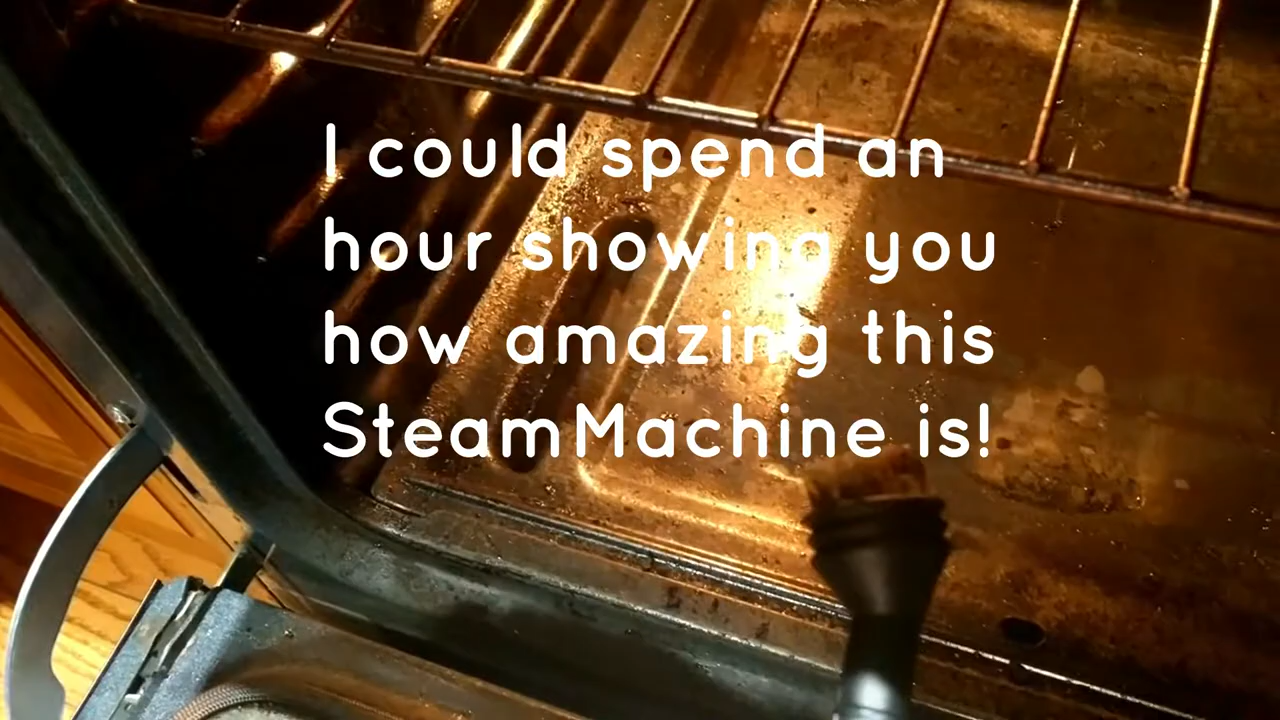 I could spend an
hour showing you
how amazing this
SteamMachine is!